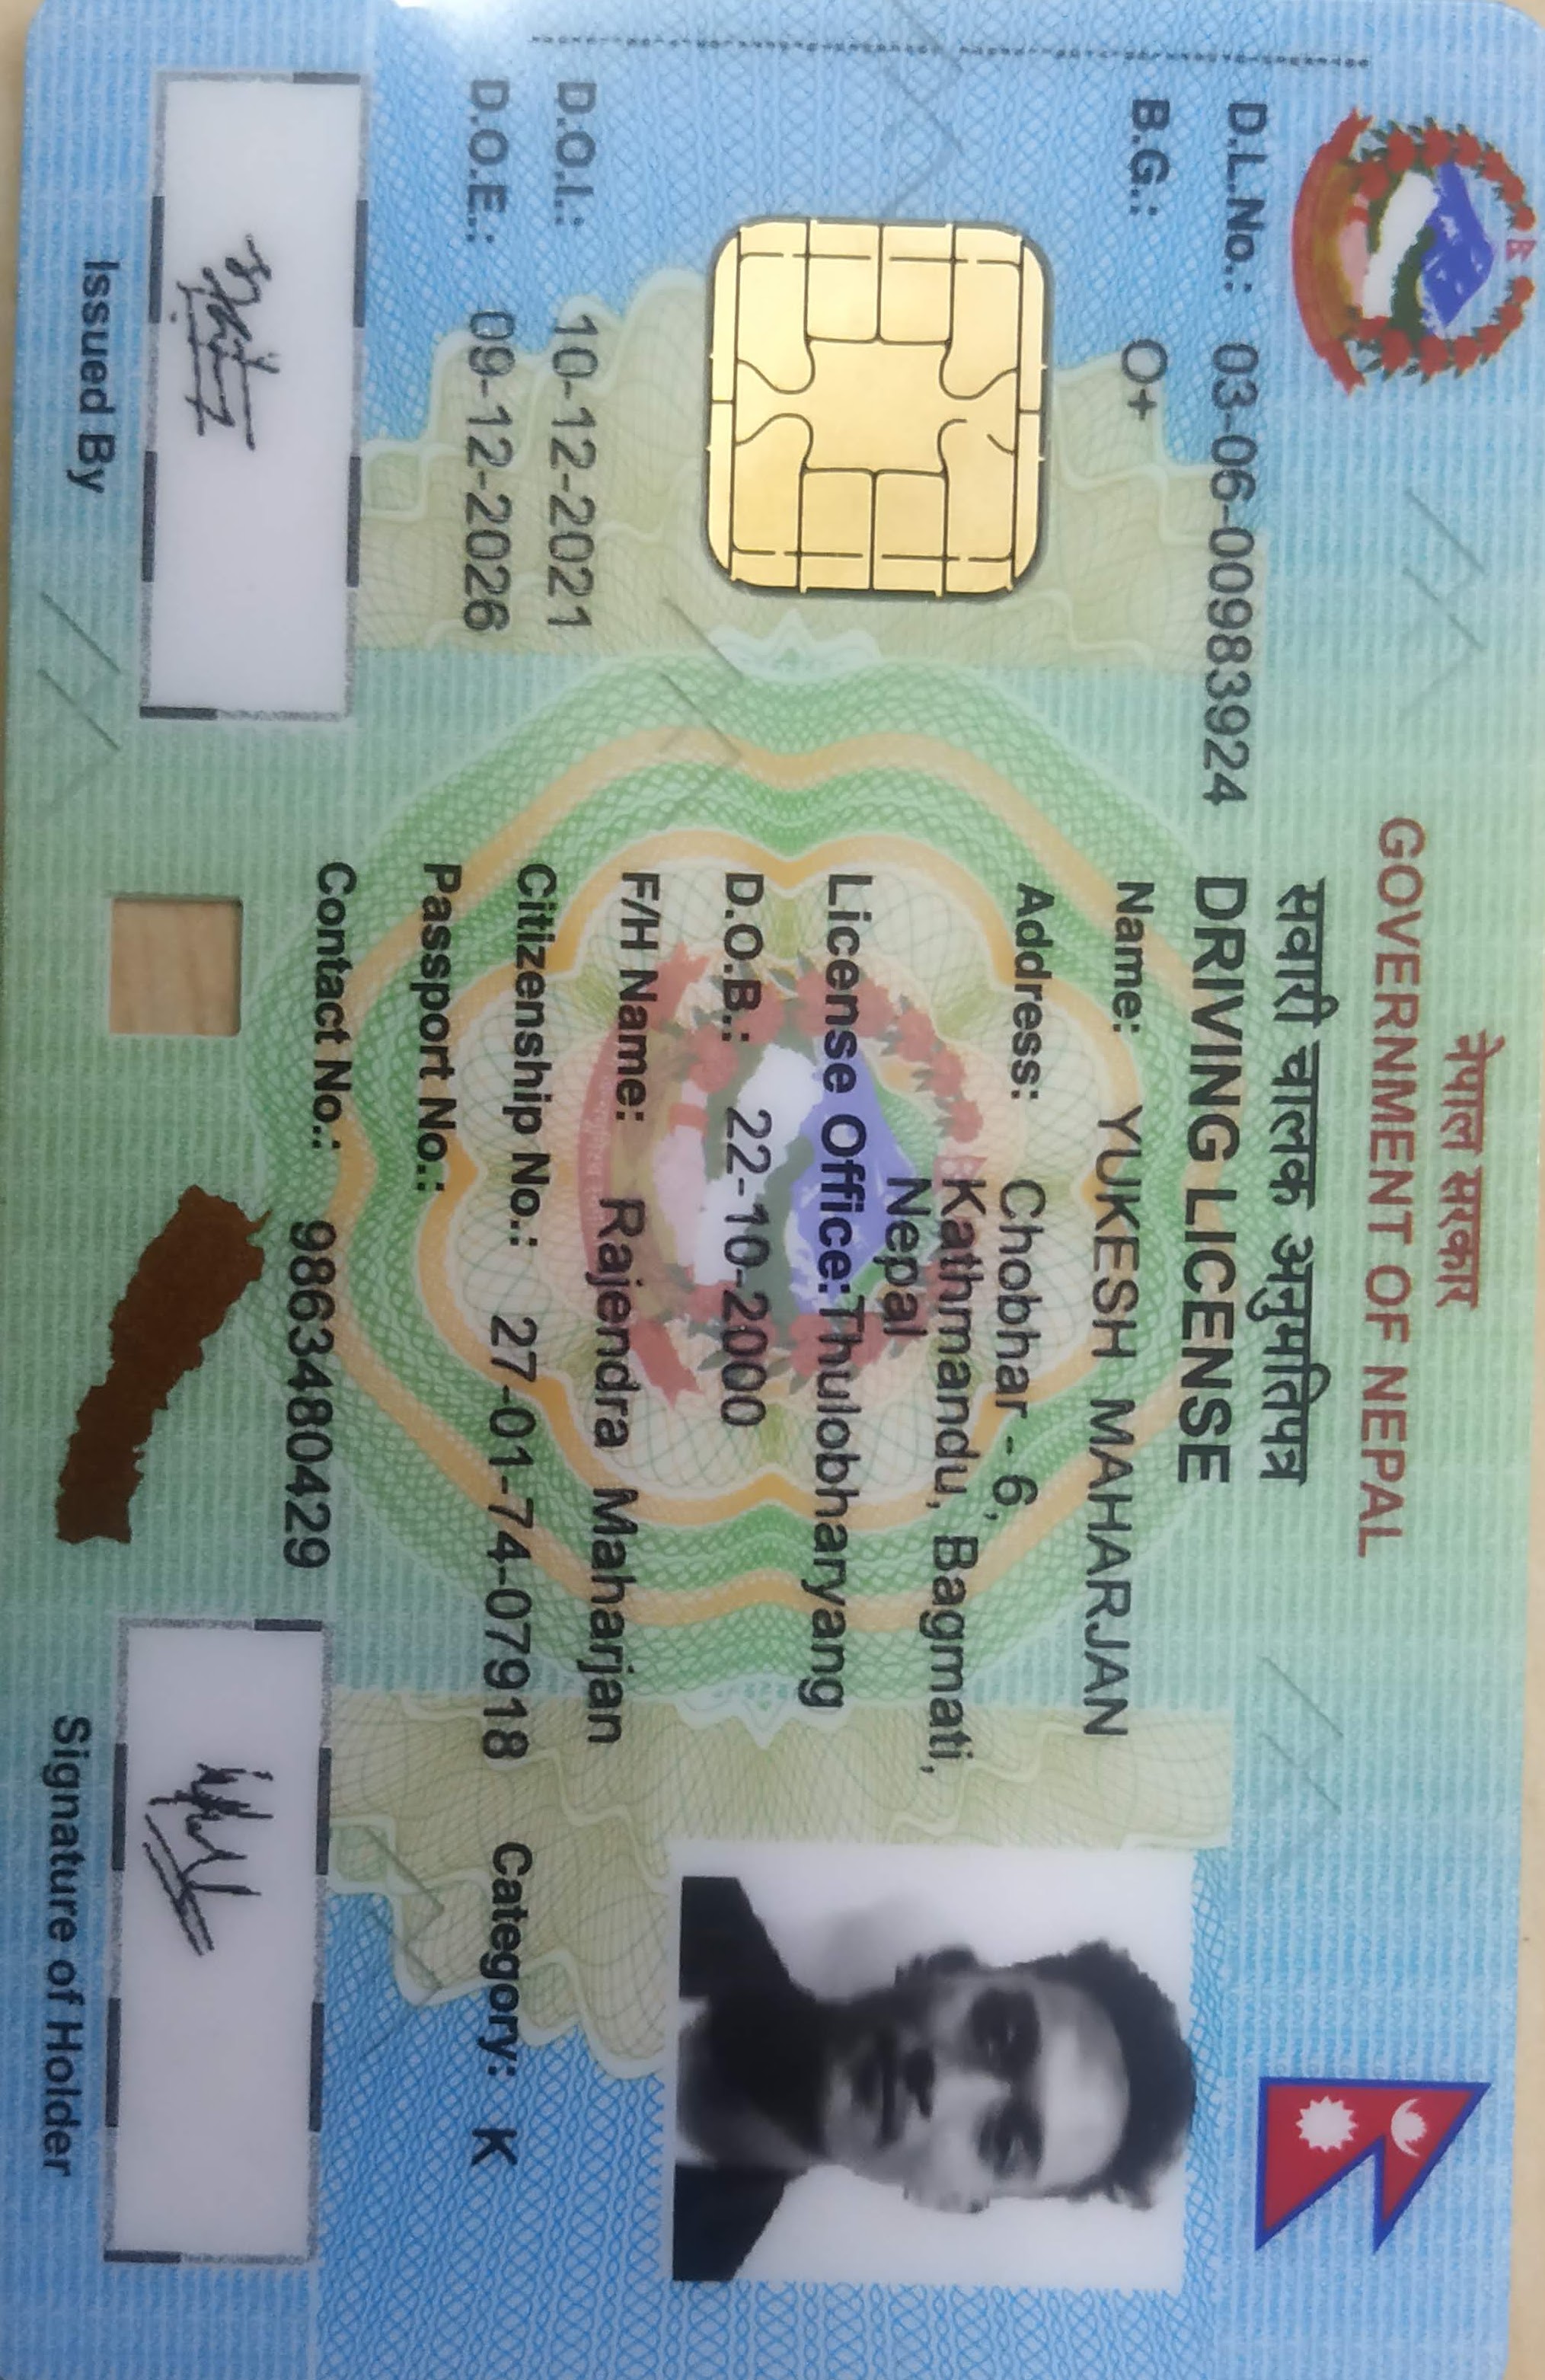 नेपाल सरकार
GOVERNMENT OF NEPAL
सवारी चालक अनुमतिपत्र
DRIVING LICENSE
D.L.No.: 03-06-00983924
B.G.: O+
Name: YUKESH MAHARJAN
Address: Chobhar - 6,
Kathmandu, Bagmati,
Nepal
License Office:Thulobharyang
D.O.B.: 22-10-2000
F/H Name: Rajendra Maharjan
D.O.I.: 10-12-2021
Citizenship No.: 27-01-74-07918 Category: K
D.O.E.: 09-12-2026
Passport No.:
Contact No.: 9863480429
Issued By
Signature of Holder